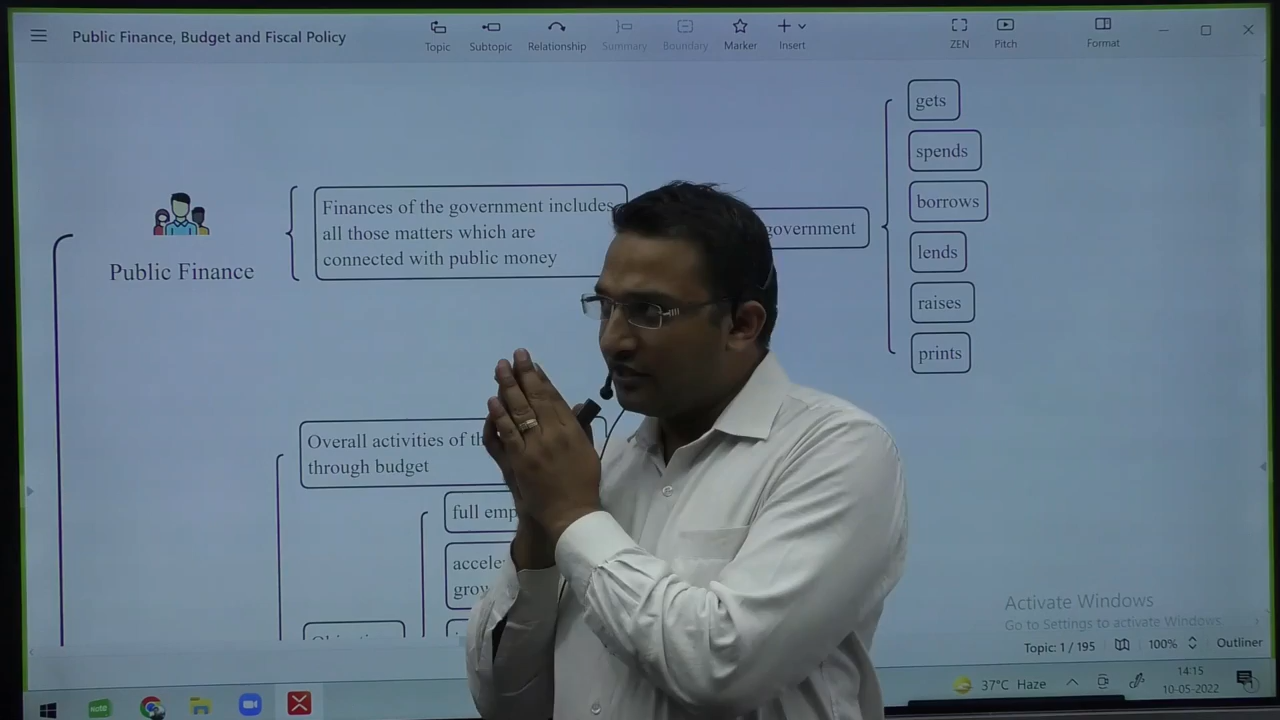 Public Finance, Budget and Fiscal Policy
Topic
Subtopic
Relationship
Summary
Boundary
Marker
Insert
ZEN
Pitch
Format
Public Finance
Finances of the government includes
all those matters which are
connected with public money
government
gets
spends
borrows
lends
raises
prints
Overall activities of
through budget
full
Activate Windows
Go to Settings to activate Windows.
Topic: 1 / 195
100%
Outliner
37°C Haze
14:15
10-05-2022